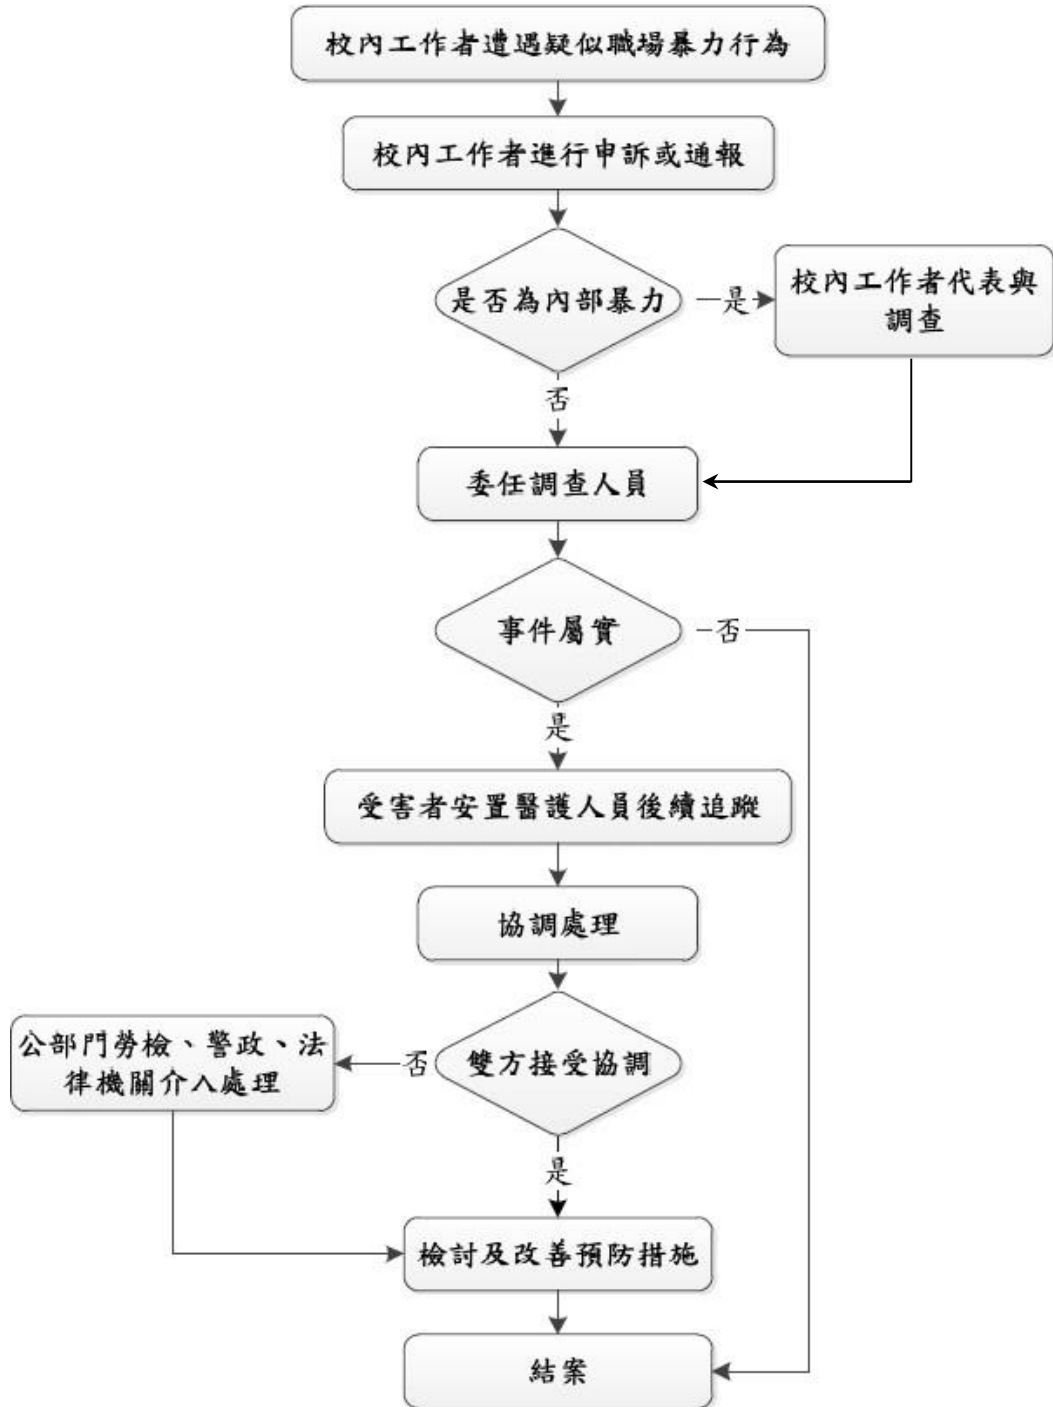 校內工作者遭遇疑似職場暴力行為
校內工作者進行申訴或通報
是否為內部暴力
是
校內工作者代表與
調查
否
委任調查人員
事件屬實
否
是
受害者安置醫護人員後續追蹤
協調處理
雙方接受協調
否
公部門勞檢、警政、法
律機關介入處理
是
檢討及改善預防措施
結案